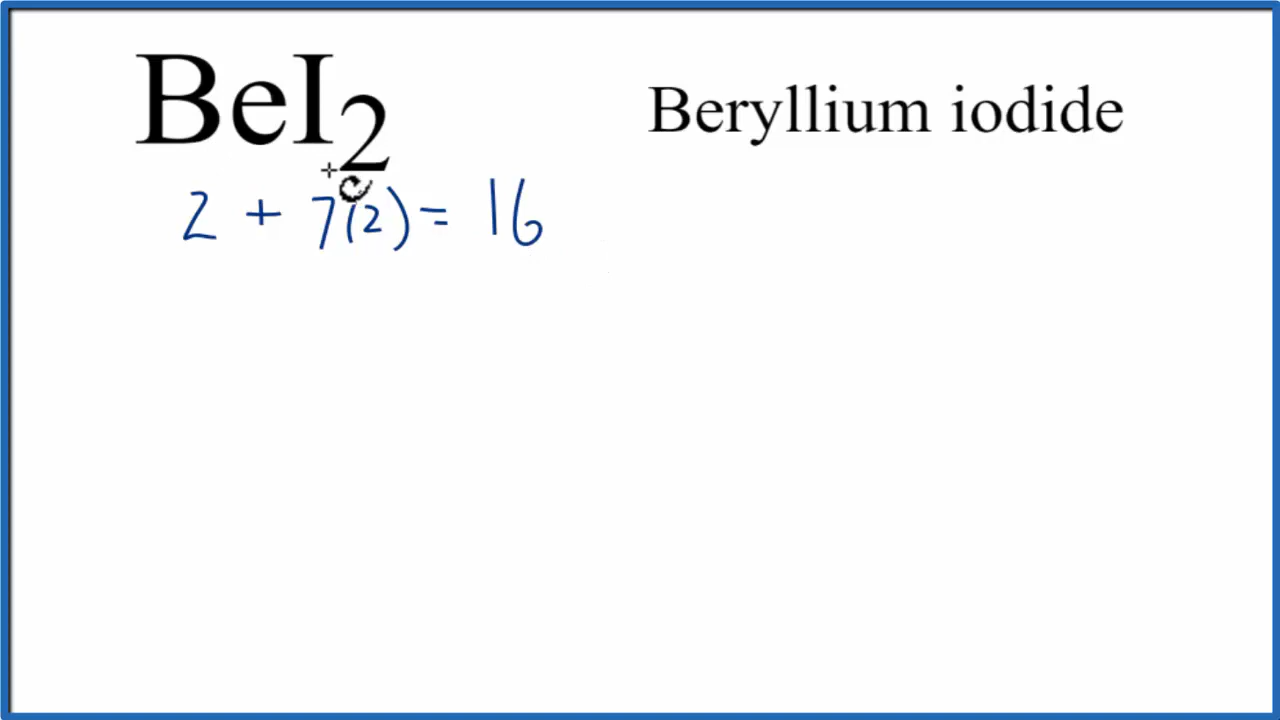 BeI₂
Beryllium iodide
2 + 7(2) = 16